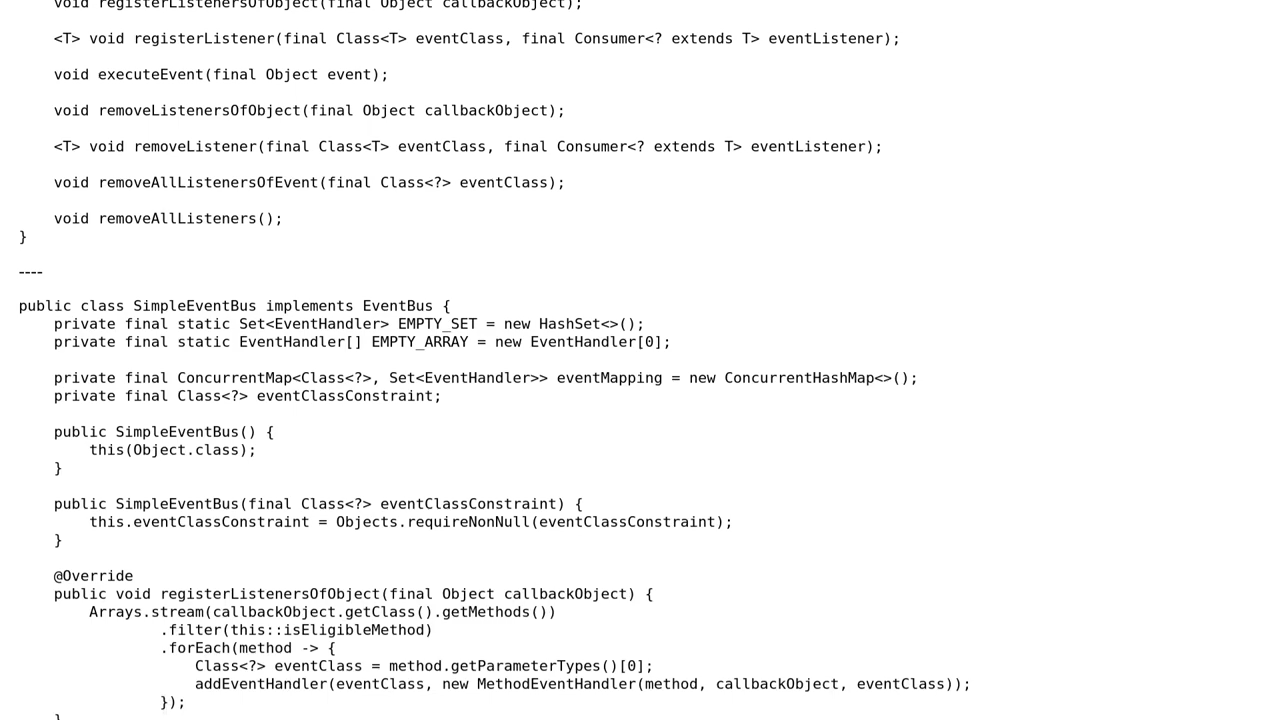 void registerListenersOfObject(final Object callbackObject);
<T> void registerListener(final Class<T> eventClass, final Consumer<? extends T> eventListener);
void executeEvent(final Object event);
void removeListenersOfObject(final Object callbackObject);
<T> void removeListener(final Class<T> eventClass, final Consumer<? extends T> eventListener);
void removeAllListenersOfEvent(final Class<?> eventClass);
void removeAllListeners();
}
----
public class SimpleEventBus implements EventBus {
private final static Set<EventHandler> EMPTY_SET = new HashSet<>();
private final static EventHandler[] EMPTY_ARRAY = new EventHandler[0];
private final ConcurrentMap<Class<?>, Set<EventHandler>> eventMapping = new ConcurrentHashMap<>();
private final Class<?> eventClassConstraint;
public SimpleEventBus() {
this(Object.class);
}
public SimpleEventBus(final Class<?> eventClassConstraint) {
this.eventClassConstraint = Objects.requireNonNull(eventClassConstraint);
}
@Override
public void registerListenersOfObject(final Object callbackObject) {
Arrays.stream(callbackObject.getClass().getMethods())
.filter(this::isEligibleMethod)
.forEach(method -> {
Class<?> eventClass = method.getParameterTypes()[0];
addEventHandler(eventClass, new MethodEventHandler(method, callbackObject, eventClass));
});
}